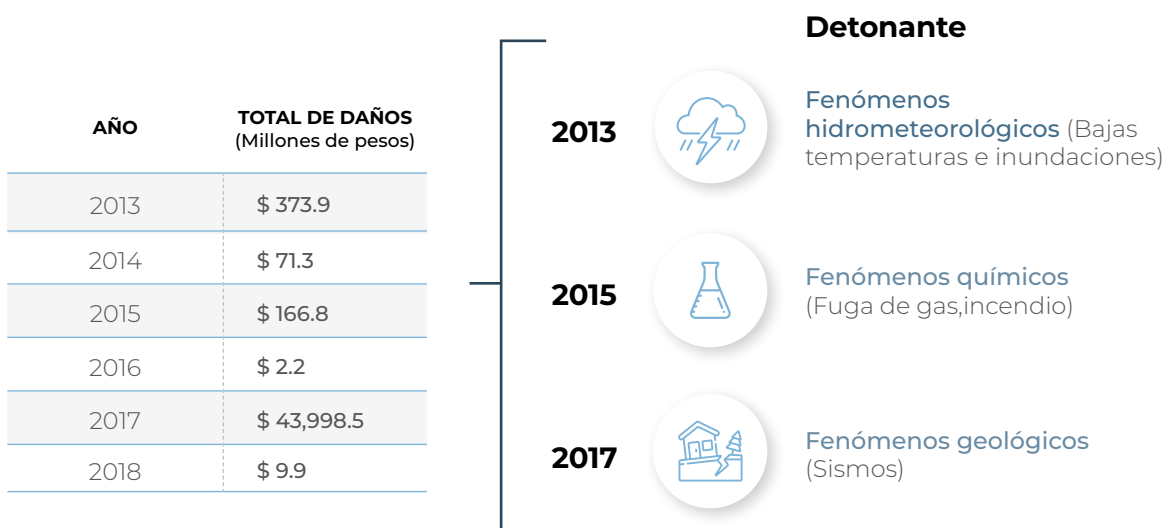 AÑO
TOTAL DE DAÑOS
(Millones de pesos)
2013
$ 373.9
2014
$ 71.3
2015
$ 166.8
2016
$ 2.2
2017
$ 43,998.5
2018
$ 9.9
Detonante
2013
Fenómenos
hidrometeorológicos (Bajas
temperaturas e inundaciones)
2015
Fenómenos químicos
(Fuga de gas,incendio)
2017
Fenómenos geológicos
(Sismos)